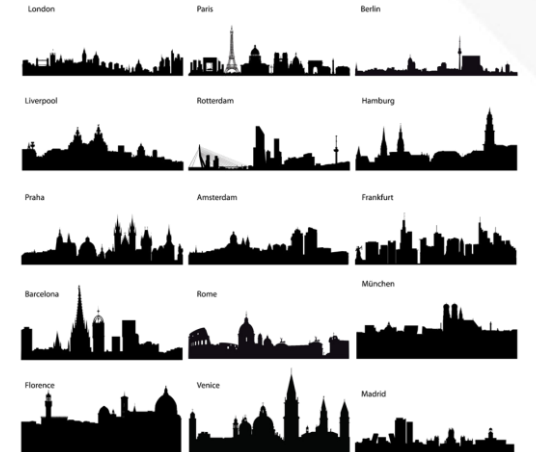 London
Paris
Berlin
Liverpool
Rotterdam
Hamburg
Praha
Amsterdam
Frankfurt
Barcelona
Rome
München
Florence
Venice
Madrid